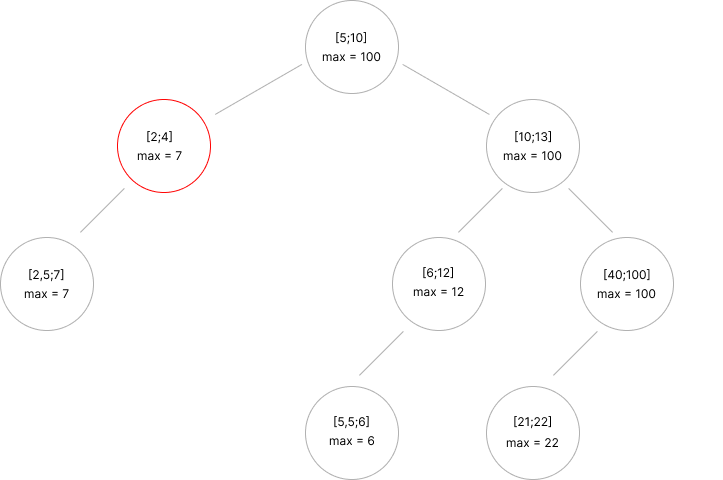 [5;10]
max = 100
[2;4]
max = 7
[10;13]
max = 100
[2,5;7]
max = 7
[6;12]
max = 12
[40;100]
max = 100
[5,5;6]
max = 6
[21;22]
max = 22